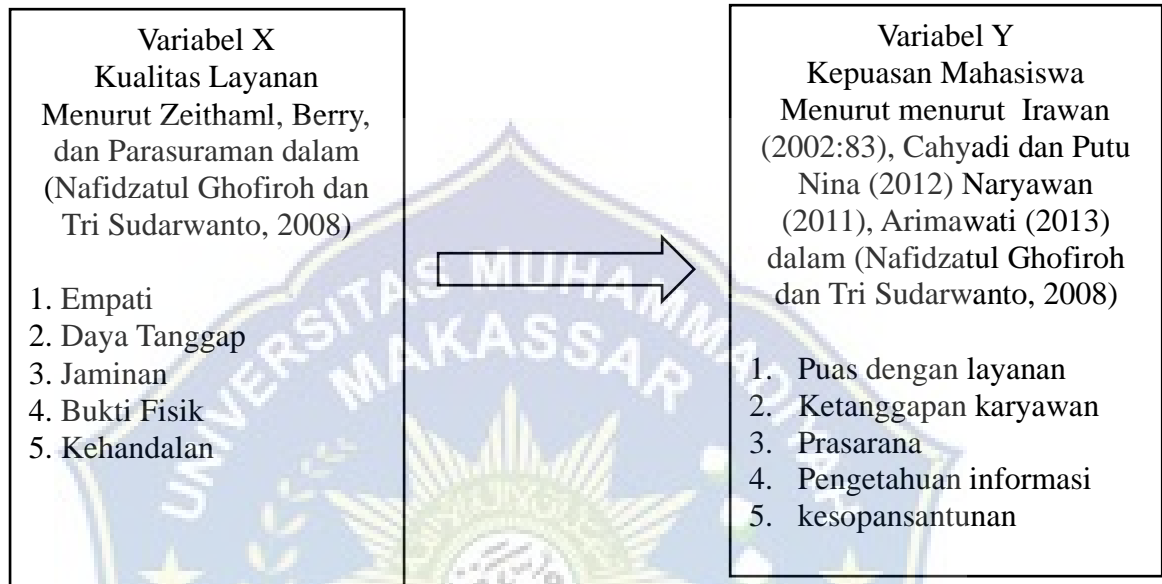 Variabel X
Kualitas Layanan
Menurut Zeithaml, Berry,
dan Parasuraman dalam
(Nafidzatul Ghofiroh dan
Tri Sudarwanto, 2008)
1. Empati
2. Daya Tanggap
3. Jaminan
4. Bukti Fisik
5. Kehandalan
Variabel Y
Kepuasan Mahasiswa
Menurut menurut Irawan
(2002:83), Cahyadi dan Putu
Nina (2012) Naryawan
(2011), Arimawati (2013)
dalam (Nafidzatul Ghofiroh
dan Tri Sudarwanto, 2008)
1. Puas dengan layanan
2. Ketanggapan karyawan
3. Prasarana
4. Pengetahuan informasi
5. kesopansantunan
UNIVERSITAS MUHAMMADIYAH
MAKASSAR